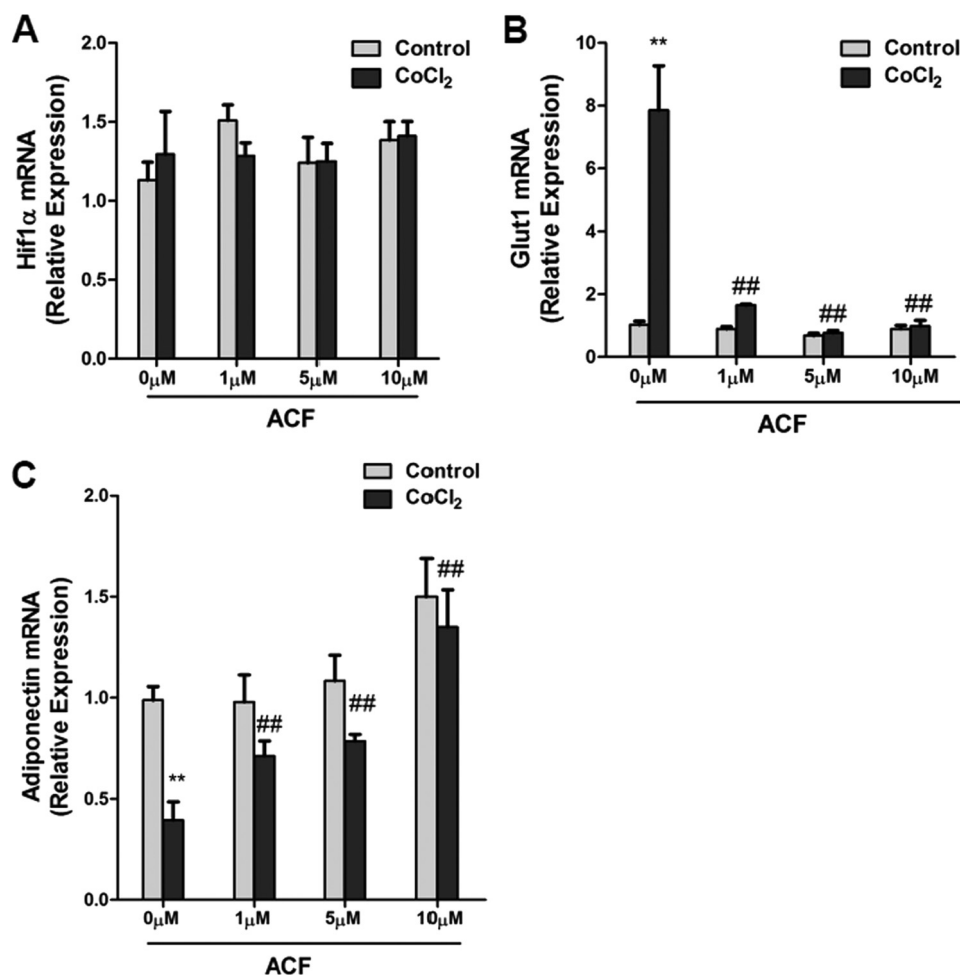 A
Hif1α mRNA
(Relative Expression)
2.0
1.5
1.0
0.5
0.0
Control
CoCl₂
0μM 1μM 5μM 10μM
ACF
B
Glut1 mRNA
(Relative Expression)
10
8
6
4
2
0
Control
CoCl₂
**
## ## ##
0μM 1μM 5μM 10μM
ACF
C
Adiponectin mRNA
(Relative Expression)
2.0
1.5
1.0
0.5
0.0
Control
CoCl₂
**
## ## ##
0μM 1μM 5μM 10μM
ACF